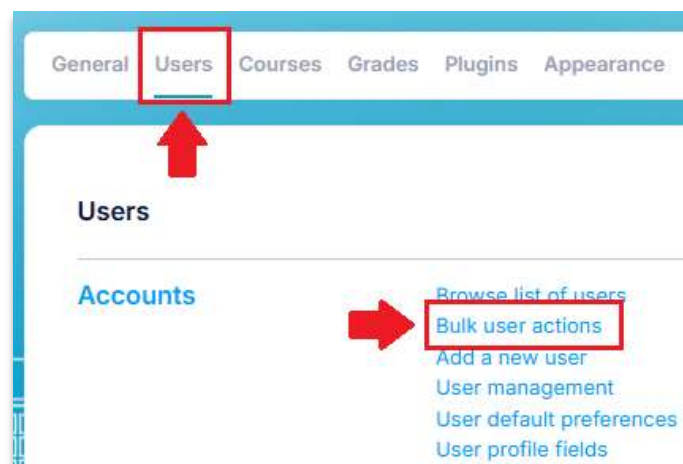 General Users Courses Grades Plugins Appearance
Users
Accounts
Browse list of users
Bulk user actions
Add a new user
User management
User default preferences
User profile fields